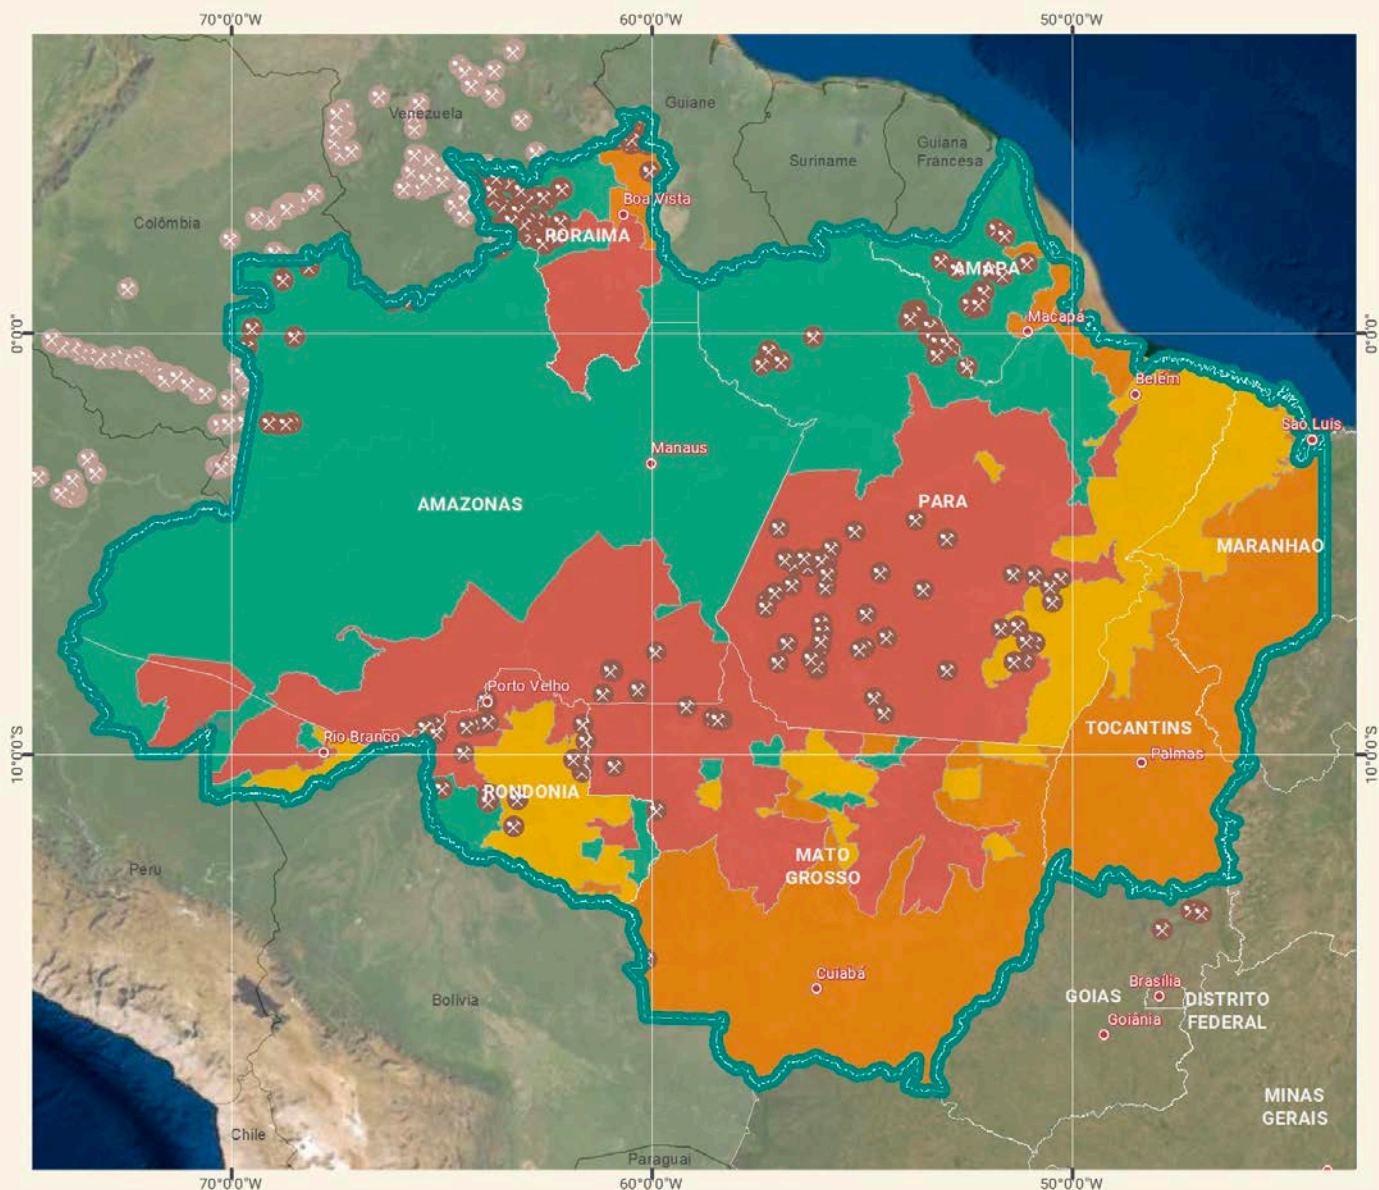 70°0'0"W
60°0'0"W
50°0'0"W
Venezuela
Guiane
Suriname
Guiana
Francesa
Colômbia
Boa Vista
RORAIMA
AMAPA
Macapá
0°0'0"
0°0'0"
Belém
São Luis
Manaus
AMAZONAS
PARA
MARANHAO
Porto Velho
Rio Branco
TOCANTINS
Palmas
10°0'0"S
10°0'0"S
RONDONIA
MATO
GROSSO
Peru
Cuiabá
Bolívia
Brasília
GOIAS
DISTRITO
FEDERAL
Goiânia
MINAS
GERAIS
Chile
Paraguai
70°0'0"W
60°0'0"W
50°0'0"W